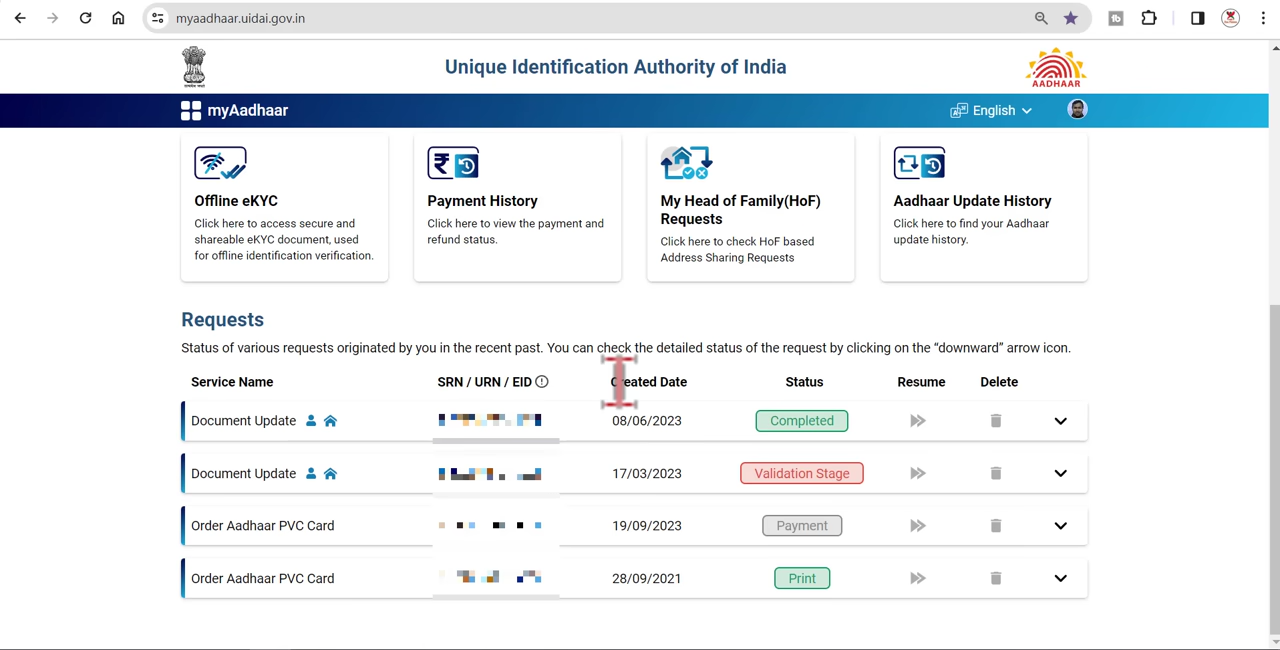 myaadhaar.uidai.gov.in
Unique Identification Authority of India
AADHAAR
myAadhaar
English
Offline eKYC
Click here to access secure and
shareable eKYC document, used
for offline identification verification.
Payment History
Click here to view the payment and
refund status.
My Head of Family(HoF)
Requests
Click here to check HoF based
Address Sharing Requests
Aadhaar Update History
Click here to find your Aadhaar
update history.
Requests
Status of various requests originated by you in the recent past. You can check the detailed status of the request by clicking on the “downward” arrow icon.
Service Name SRN / URN / EID Created Date Status Resume Delete
Document Update 08/06/2023 Completed
Document Update 17/03/2023 Validation Stage
Order Aadhaar PVC Card 19/09/2023 Payment
Order Aadhaar PVC Card 28/09/2021 Print